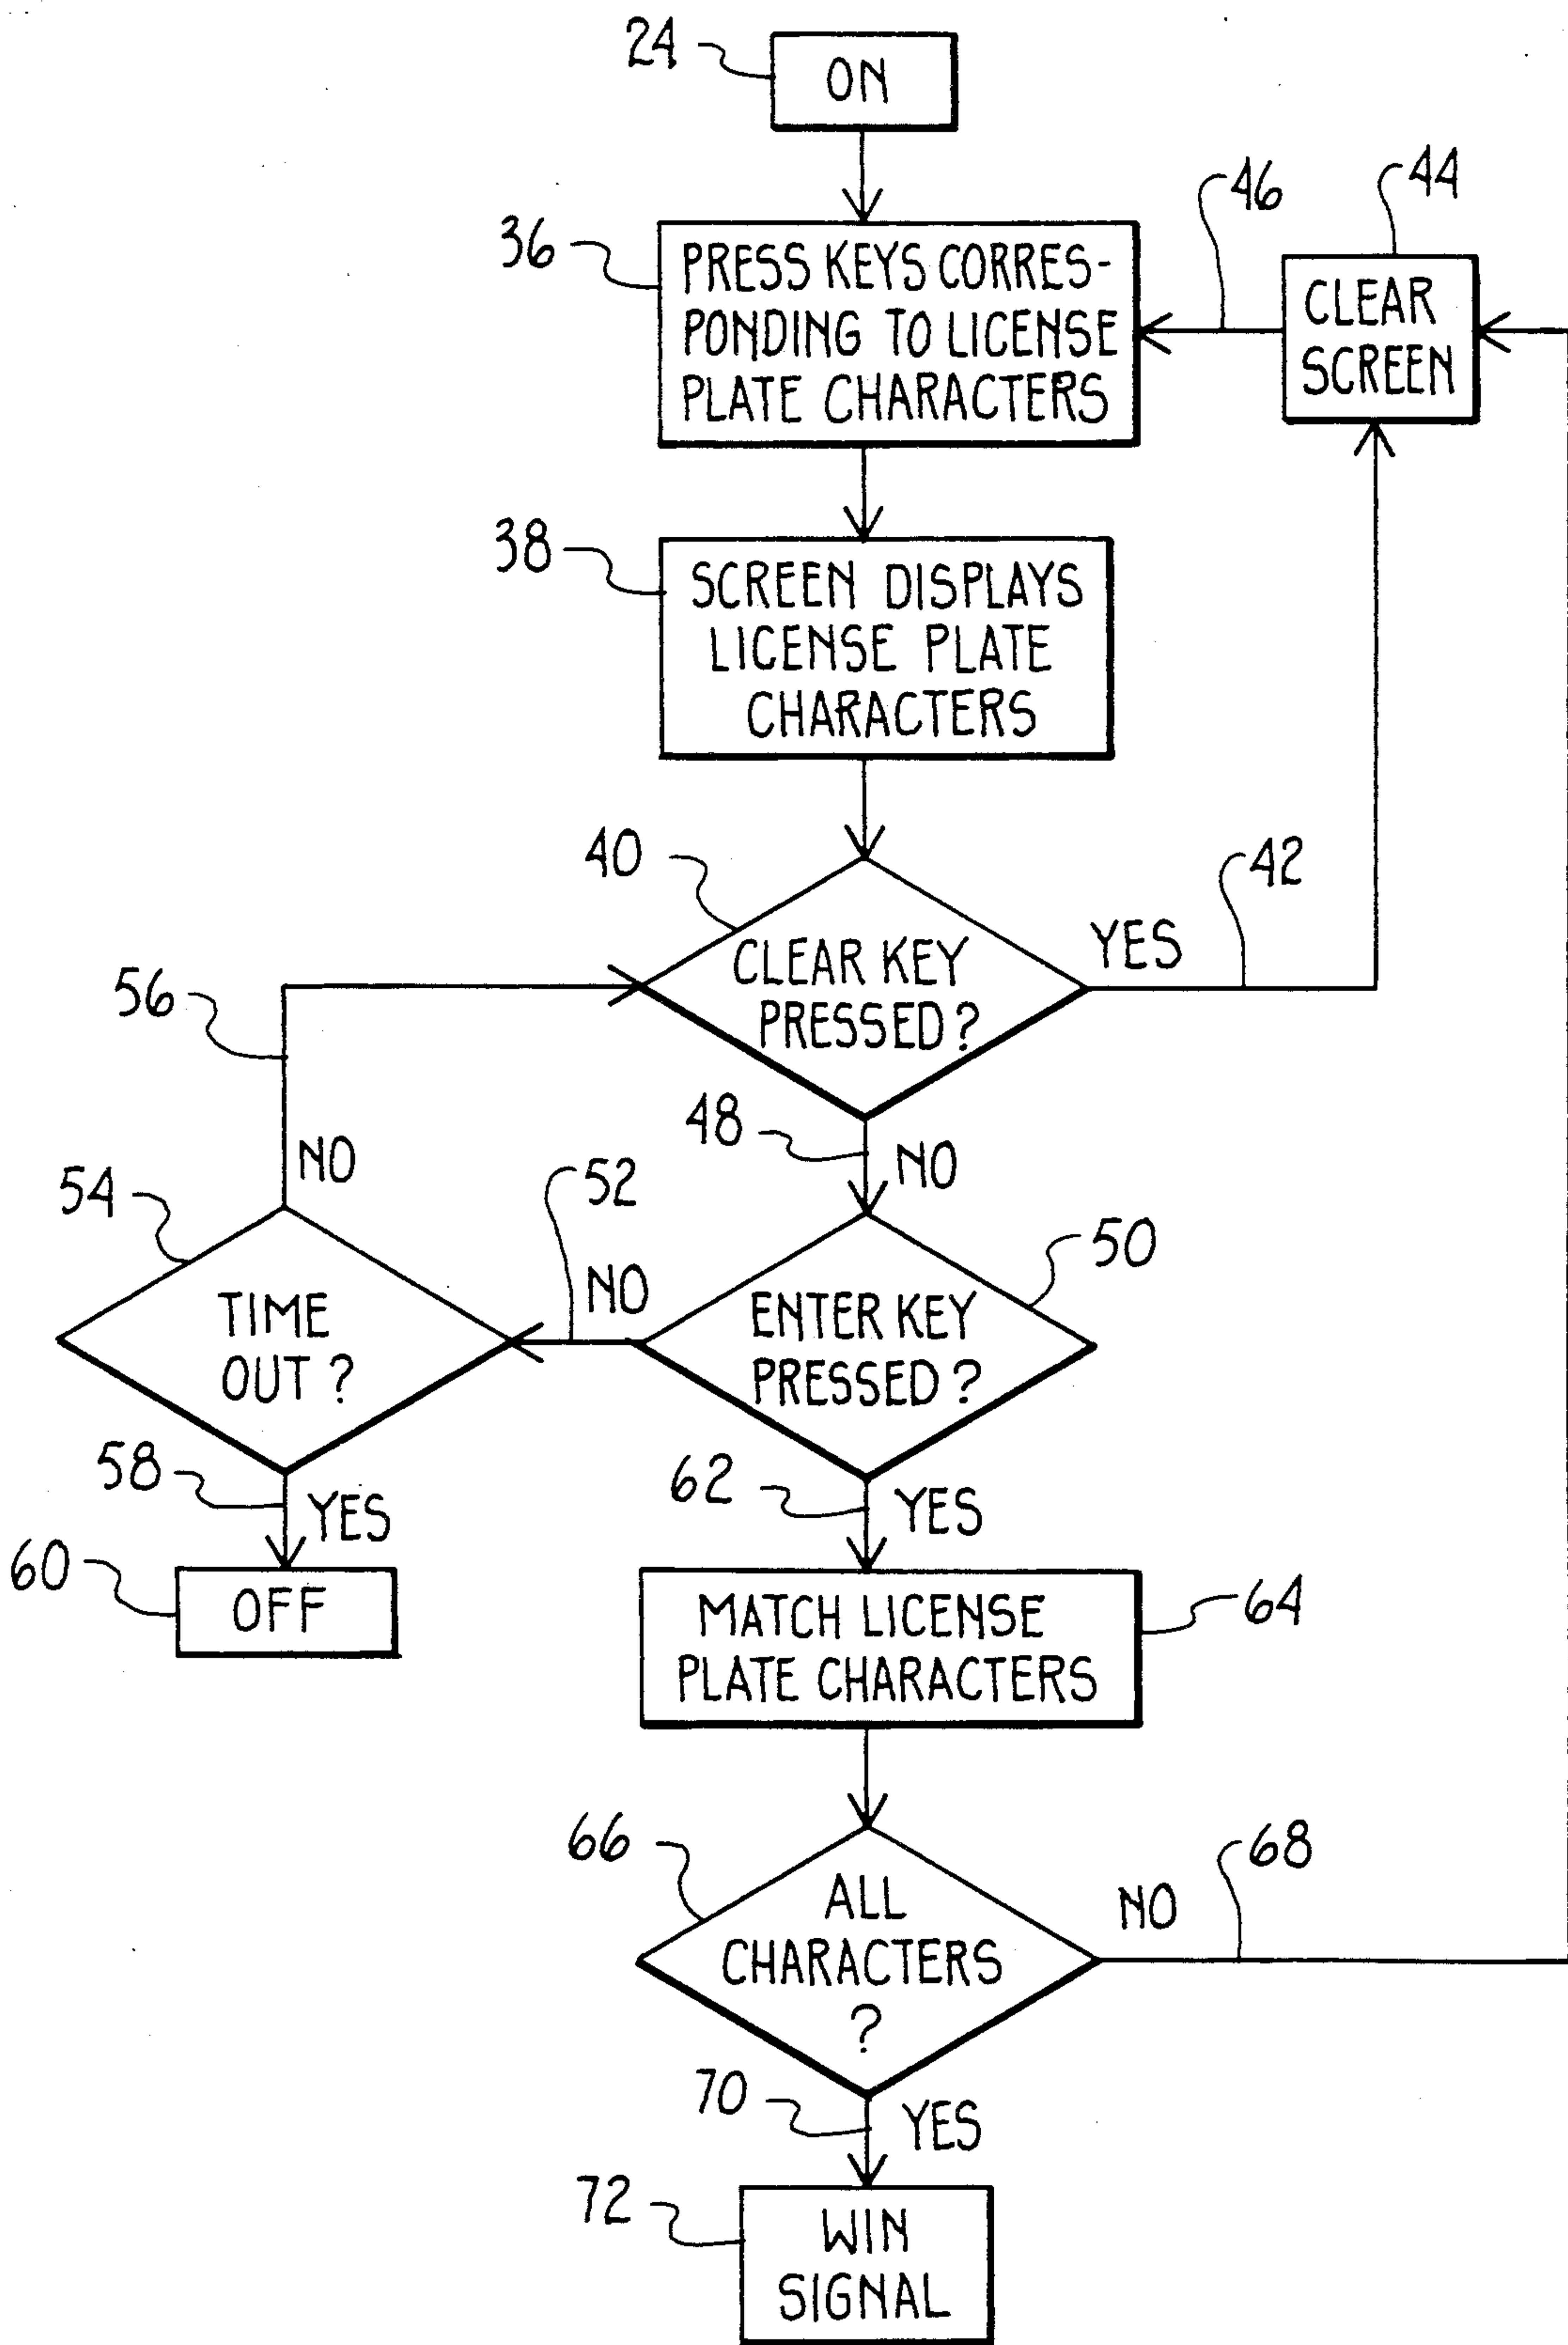 24
ON
46
44
36
PRESS KEYS CORRES-
PONDING TO LICENSE
PLATE CHARACTERS
CLEAR
SCREEN
38
SCREEN DISPLAYS
LICENSE PLATE
CHARACTERS
40
42
CLEAR KEY
PRESSED?
YES
56
48
NO
NO
54
52
50
TIME
OUT?
NO
ENTER KEY
PRESSED?
58
YES
62
YES
60
OFF
MATCH LICENSE
PLATE CHARACTERS
64
66
68
ALL
CHARACTERS
?
NO
70
YES
72
WIN
SIGNAL